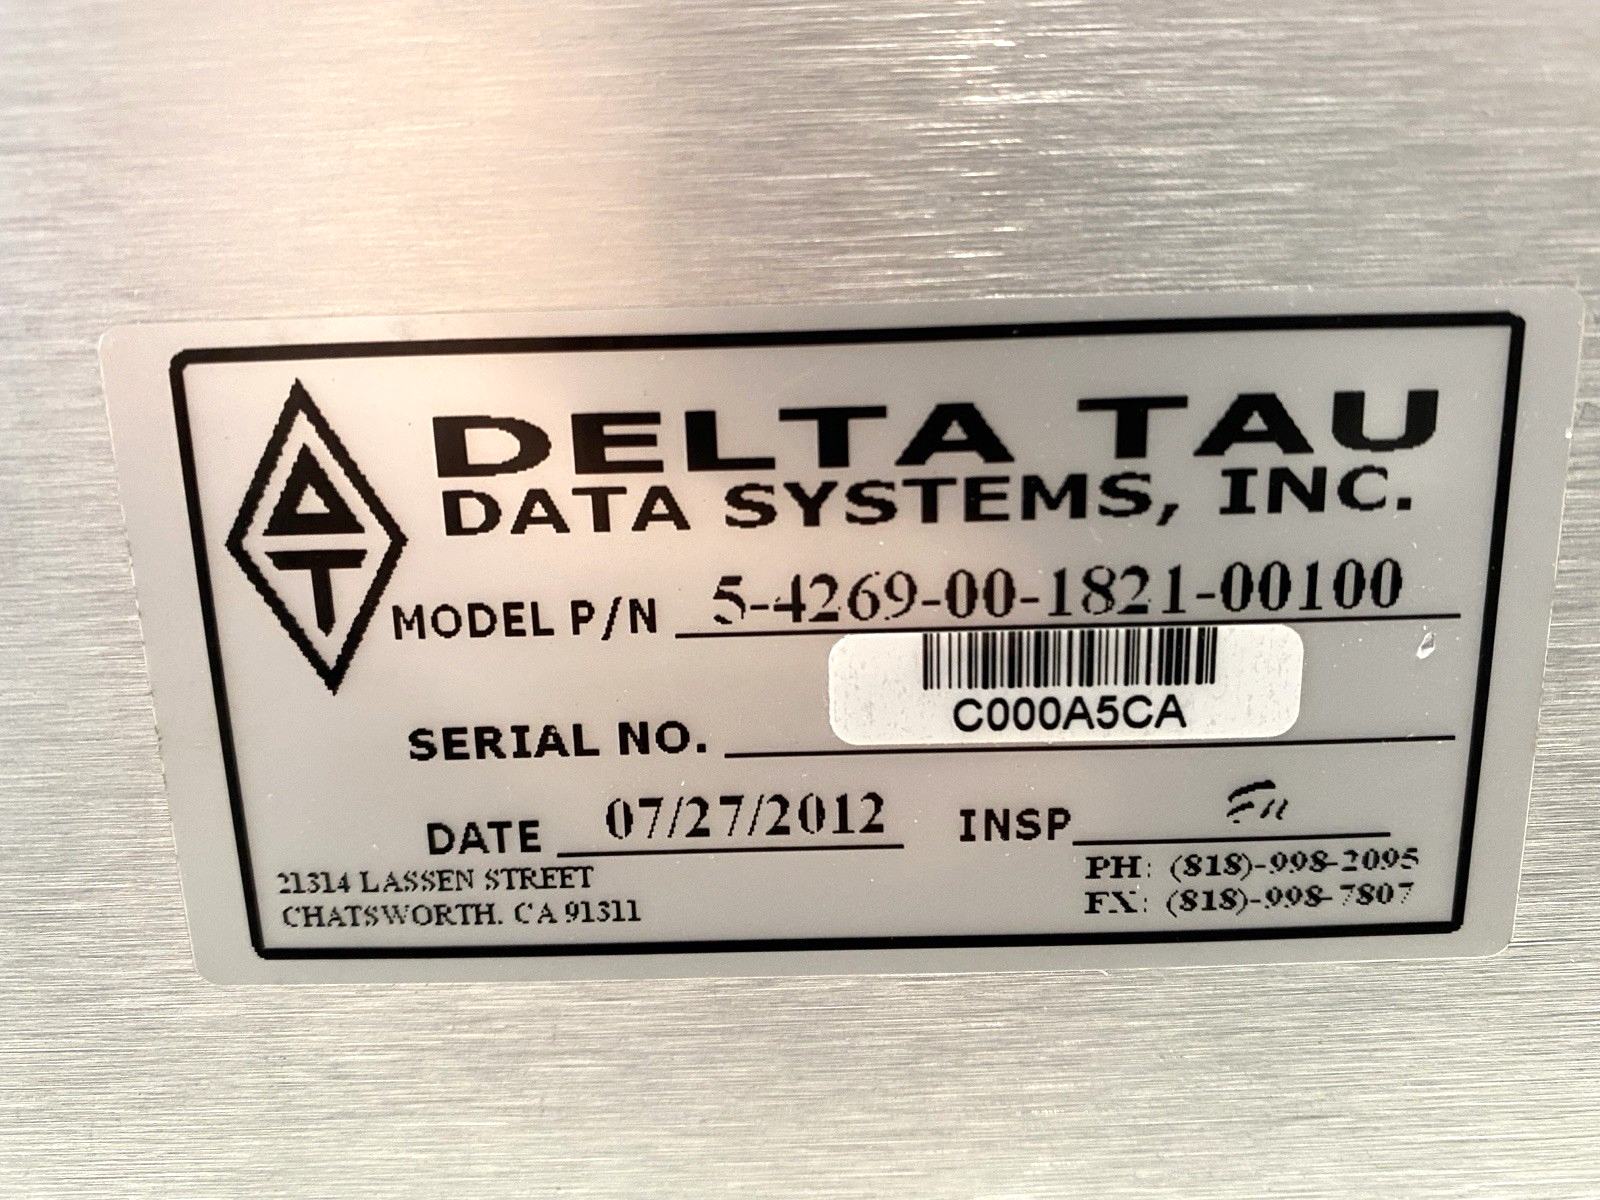 DELTA TAU
DATA SYSTEMS, INC.
MODEL P/N 5-4269-00-1821-00100
C000A5CA
SERIAL NO.
DATE 07/27/2012 INSP
21314 LASSEN STREET
CHATSWORTH, CA 91311
PH: (818)-998-2095
FX: (818)-998-7807